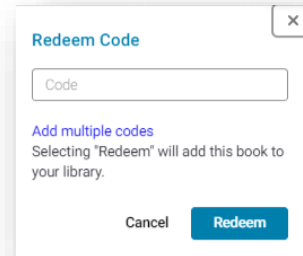 Redeem Code
Code
Add multiple codes
Selecting "Redeem" will add this book to
your library.
Cancel Redeem